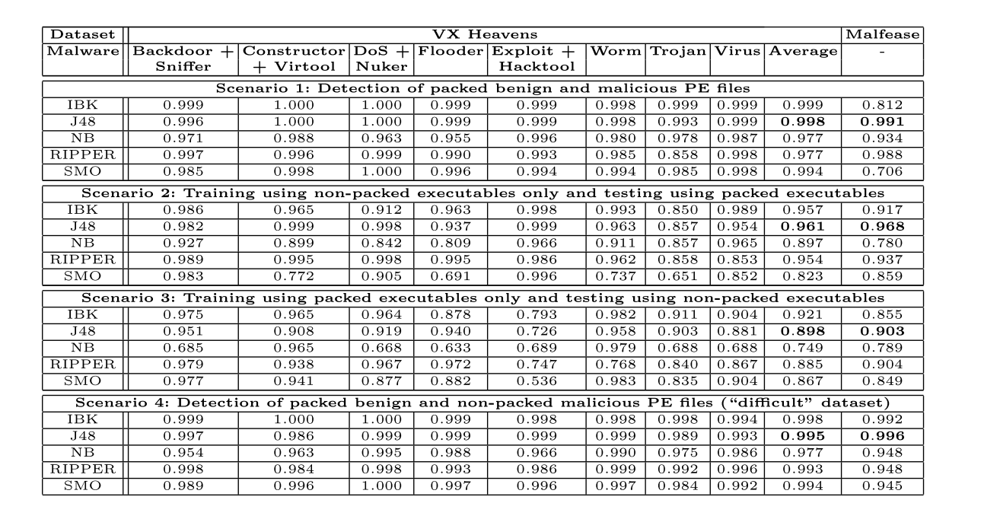 Dataset VX Heavens Malfease
Malware Backdoor + Constructor DoS + Flooder Exploit + Worm Trojan Virus Average -
Sniffer + Virtool Nuker Hacktool
Scenario 1: Detection of packed benign and malicious PE files
IBK 0.999 1.000 1.000 0.999 0.999 0.998 0.999 0.999 0.999 0.812
J48 0.996 1.000 1.000 0.999 0.999 0.998 0.993 0.999 0.998 0.991
NB 0.971 0.988 0.963 0.955 0.996 0.980 0.978 0.987 0.977 0.934
RIPPER 0.997 0.996 0.999 0.990 0.993 0.985 0.858 0.998 0.977 0.988
SMO 0.985 0.998 1.000 0.996 0.994 0.994 0.985 0.998 0.994 0.706
Scenario 2: Training using non-packed executables only and testing using packed executables
IBK 0.986 0.965 0.912 0.963 0.998 0.993 0.850 0.989 0.957 0.917
J48 0.982 0.999 0.998 0.937 0.999 0.963 0.857 0.954 0.961 0.968
NB 0.927 0.899 0.842 0.809 0.966 0.911 0.857 0.965 0.897 0.780
RIPPER 0.989 0.995 0.998 0.995 0.986 0.962 0.858 0.853 0.954 0.937
SMO 0.983 0.772 0.905 0.691 0.996 0.737 0.651 0.852 0.823 0.859
Scenario 3: Training using packed executables only and testing using non-packed executables
IBK 0.975 0.965 0.964 0.878 0.793 0.982 0.911 0.904 0.921 0.855
J48 0.951 0.908 0.919 0.940 0.726 0.958 0.903 0.881 0.898 0.903
NB 0.685 0.965 0.668 0.633 0.689 0.979 0.688 0.688 0.749 0.789
RIPPER 0.979 0.938 0.967 0.972 0.747 0.768 0.840 0.867 0.885 0.904
SMO 0.977 0.941 0.877 0.882 0.536 0.983 0.835 0.904 0.867 0.849
Scenario 4: Detection of packed benign and non-packed malicious PE files (“difficult” dataset)
IBK 0.999 1.000 1.000 0.999 0.998 0.998 0.998 0.994 0.998 0.992
J48 0.997 0.986 0.999 0.999 0.999 0.999 0.989 0.993 0.995 0.996
NB 0.954 0.963 0.995 0.988 0.966 0.990 0.975 0.986 0.977 0.948
RIPPER 0.998 0.984 0.998 0.993 0.986 0.999 0.992 0.996 0.993 0.948
SMO 0.989 0.996 1.000 0.997 0.996 0.997 0.984 0.992 0.994 0.945